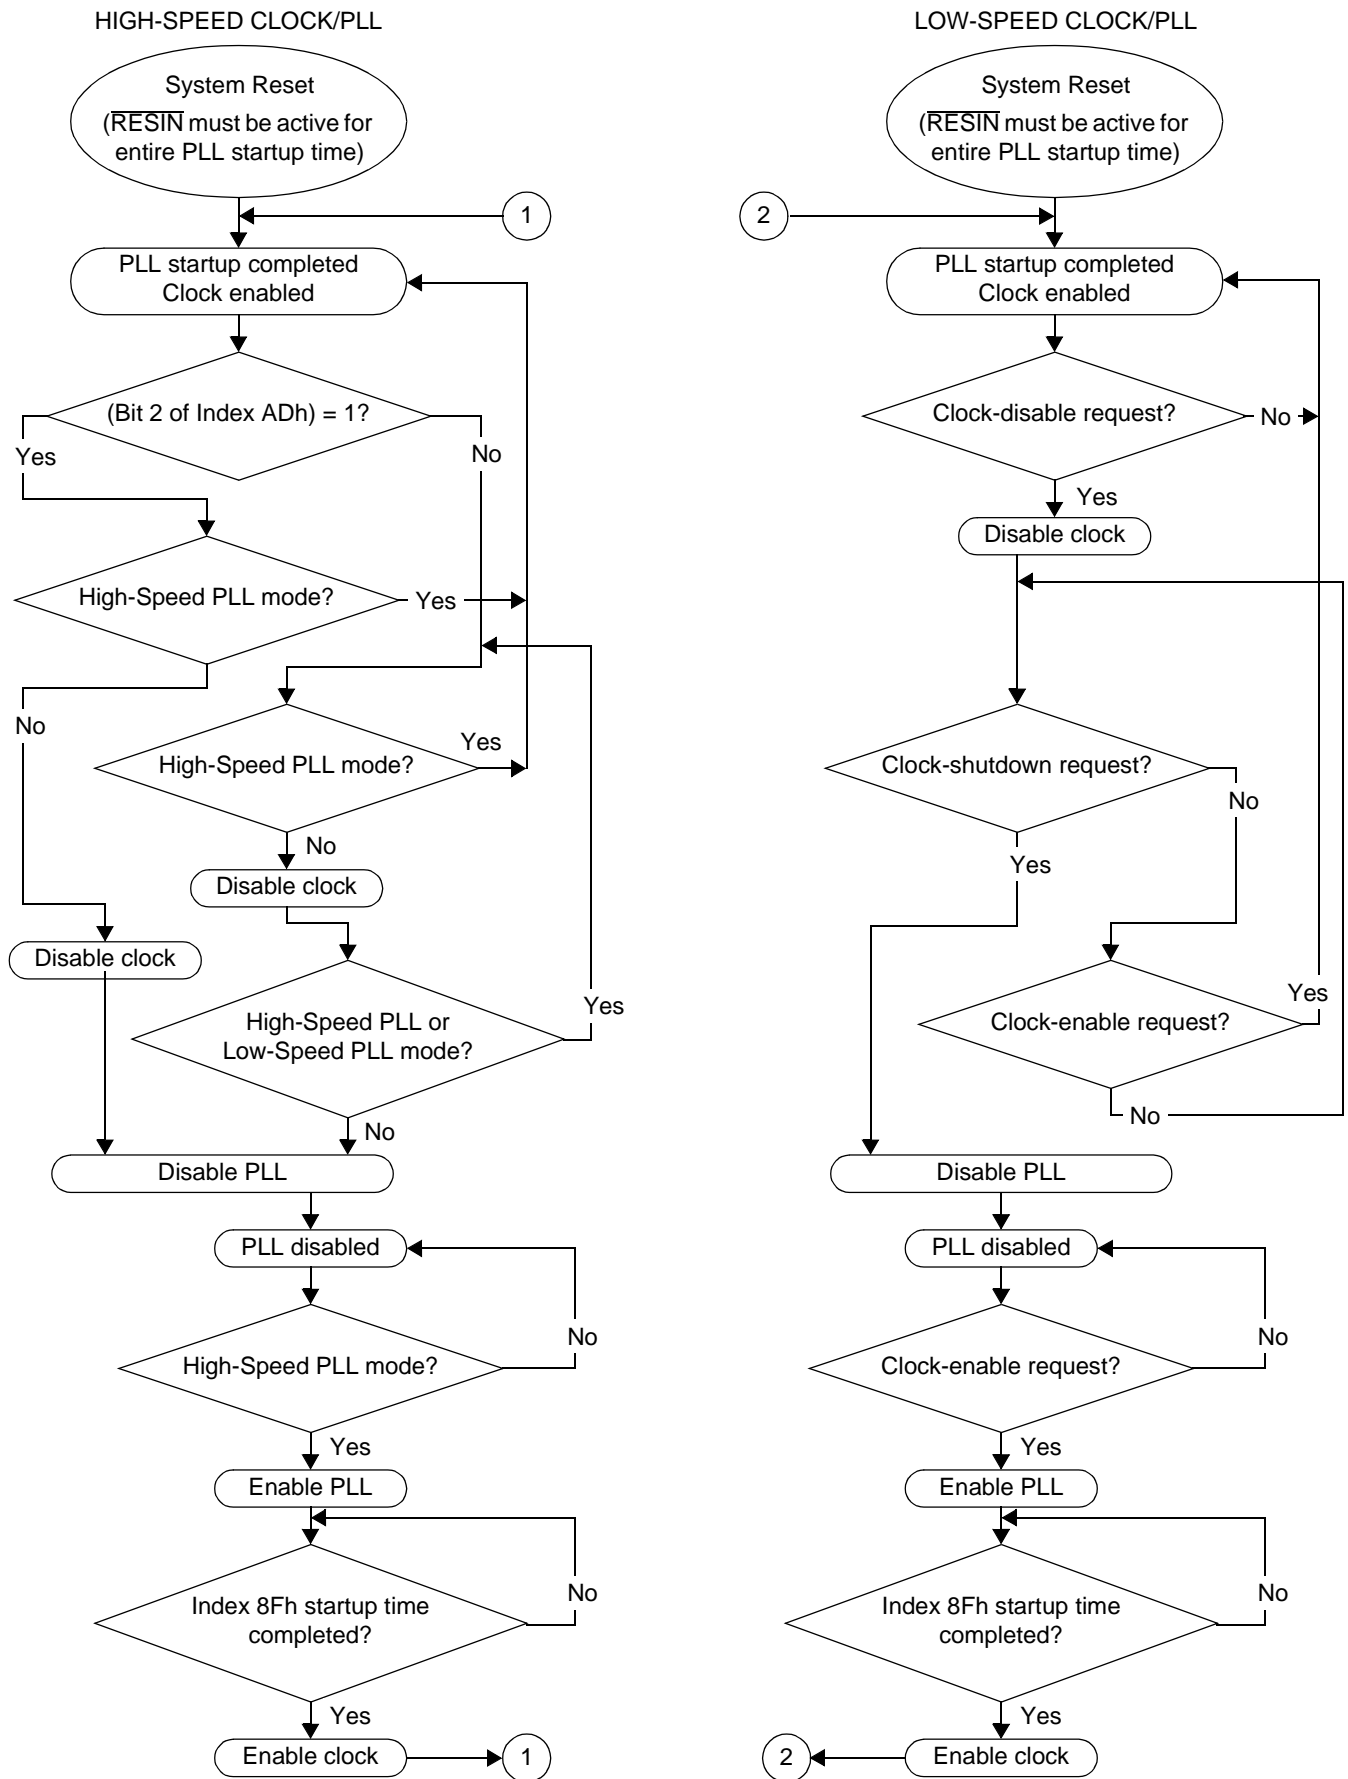 HIGH-SPEED CLOCK/PLL
System Reset
(RESIN must be active for
entire PLL startup time)
1
PLL startup completed
Clock enabled
(Bit 2 of Index ADh) = 1?
Yes
No
High-Speed PLL mode?
Yes
No
High-Speed PLL mode?
Yes
No
Disable clock
Disable clock
High-Speed PLL or
Low-Speed PLL mode?
Yes
No
Disable PLL
PLL disabled
No
High-Speed PLL mode?
Yes
Enable PLL
No
Index 8Fh startup time
completed?
Yes
Enable clock
1
LOW-SPEED CLOCK/PLL
System Reset
(RESIN must be active for
entire PLL startup time)
2
PLL startup completed
Clock enabled
Clock-disable request?
No
Yes
Disable clock
Clock-shutdown request?
No
Yes
Clock-enable request?
Yes
No
Disable PLL
PLL disabled
No
Clock-enable request?
Yes
Enable PLL
No
Index 8Fh startup time
completed?
Yes
Enable clock
2